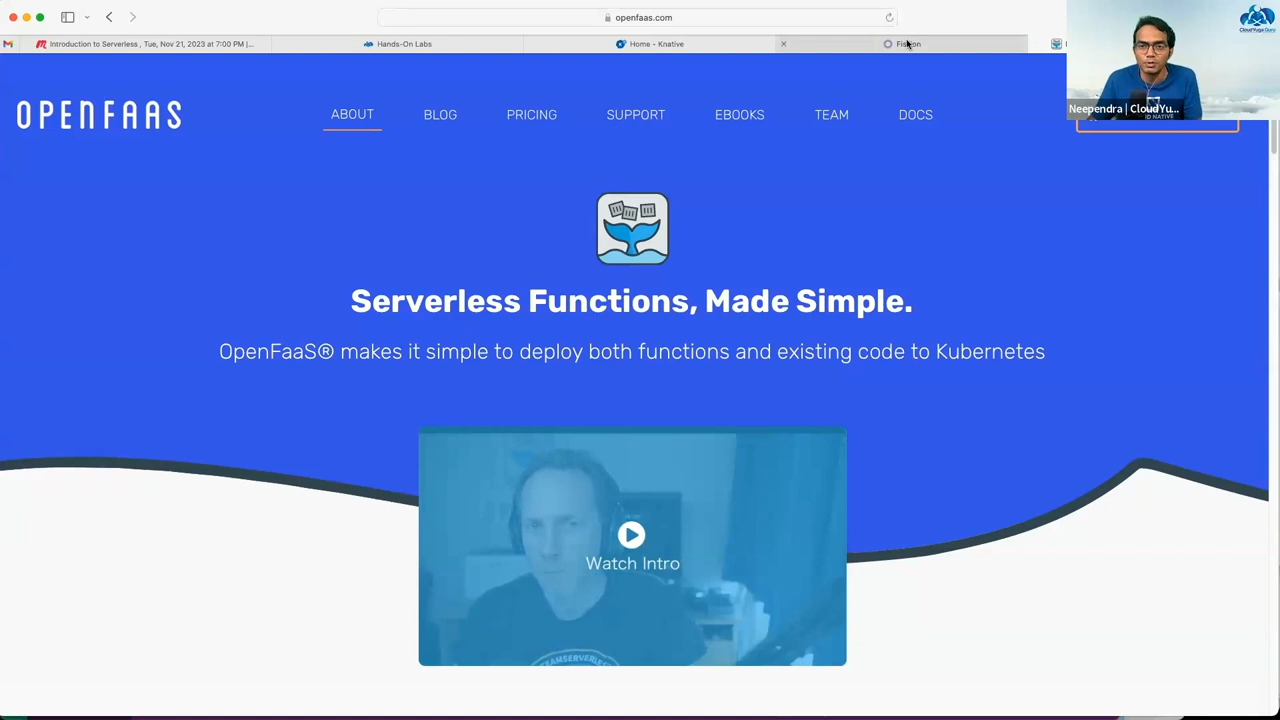 openfaas.com
Introduction to Serverless , Tue, Nov 21, 2023 at 7:00 PM |...
Hands-On Labs
Home - Knative
CloudYuga Guru
Neependra | CloudYu...
OPENFAAS
ABOUT
BLOG
PRICING
SUPPORT
EBOOKS
TEAM
DOCS
Serverless Functions, Made Simple.
OpenFaaS® makes it simple to deploy both functions and existing code to Kubernetes
Watch Intro